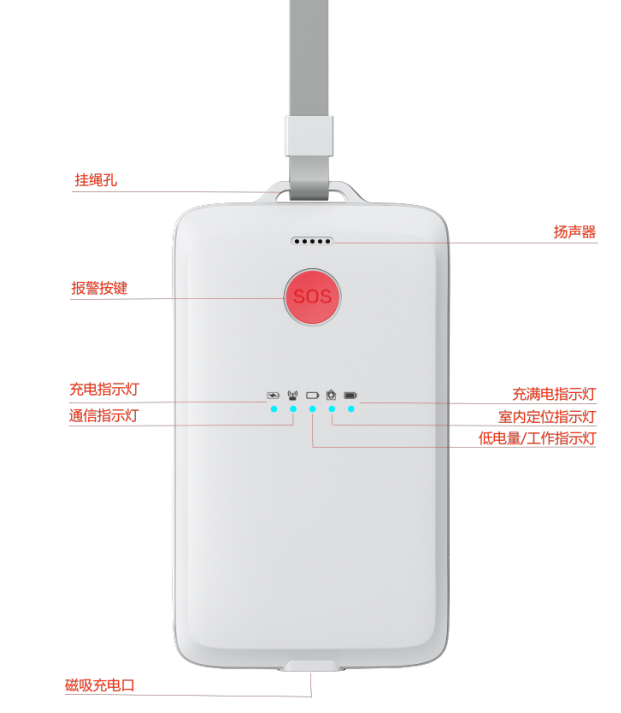 挂绳孔
扬声器
报警按键
SOS
充电指示灯
充满电指示灯
通信指示灯
室内定位指示灯
低电量/工作指示灯
磁吸充电口